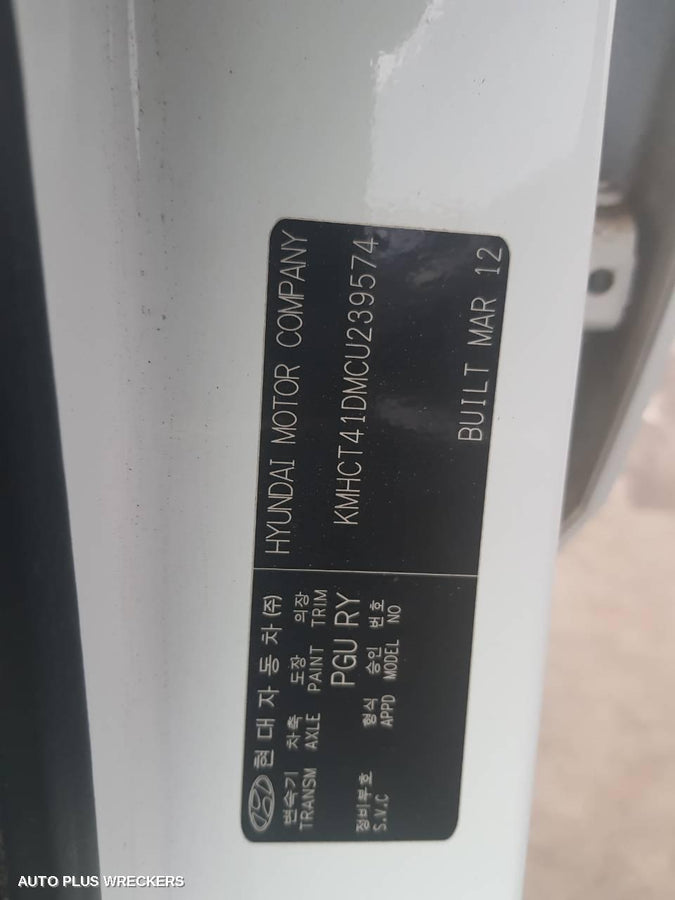 현대자동차(주)
HYUNDAI MOTOR COMPANY
변속기 차축 도장 의장
TRANSM AXLE PAINT TRIM
PGU RY
KMHCT41DMCU239574
정비부호 형식 승인 번호
S.V.C APPD MODEL NO
BUILT MAR 12
AUTO PLUS WRECKERS